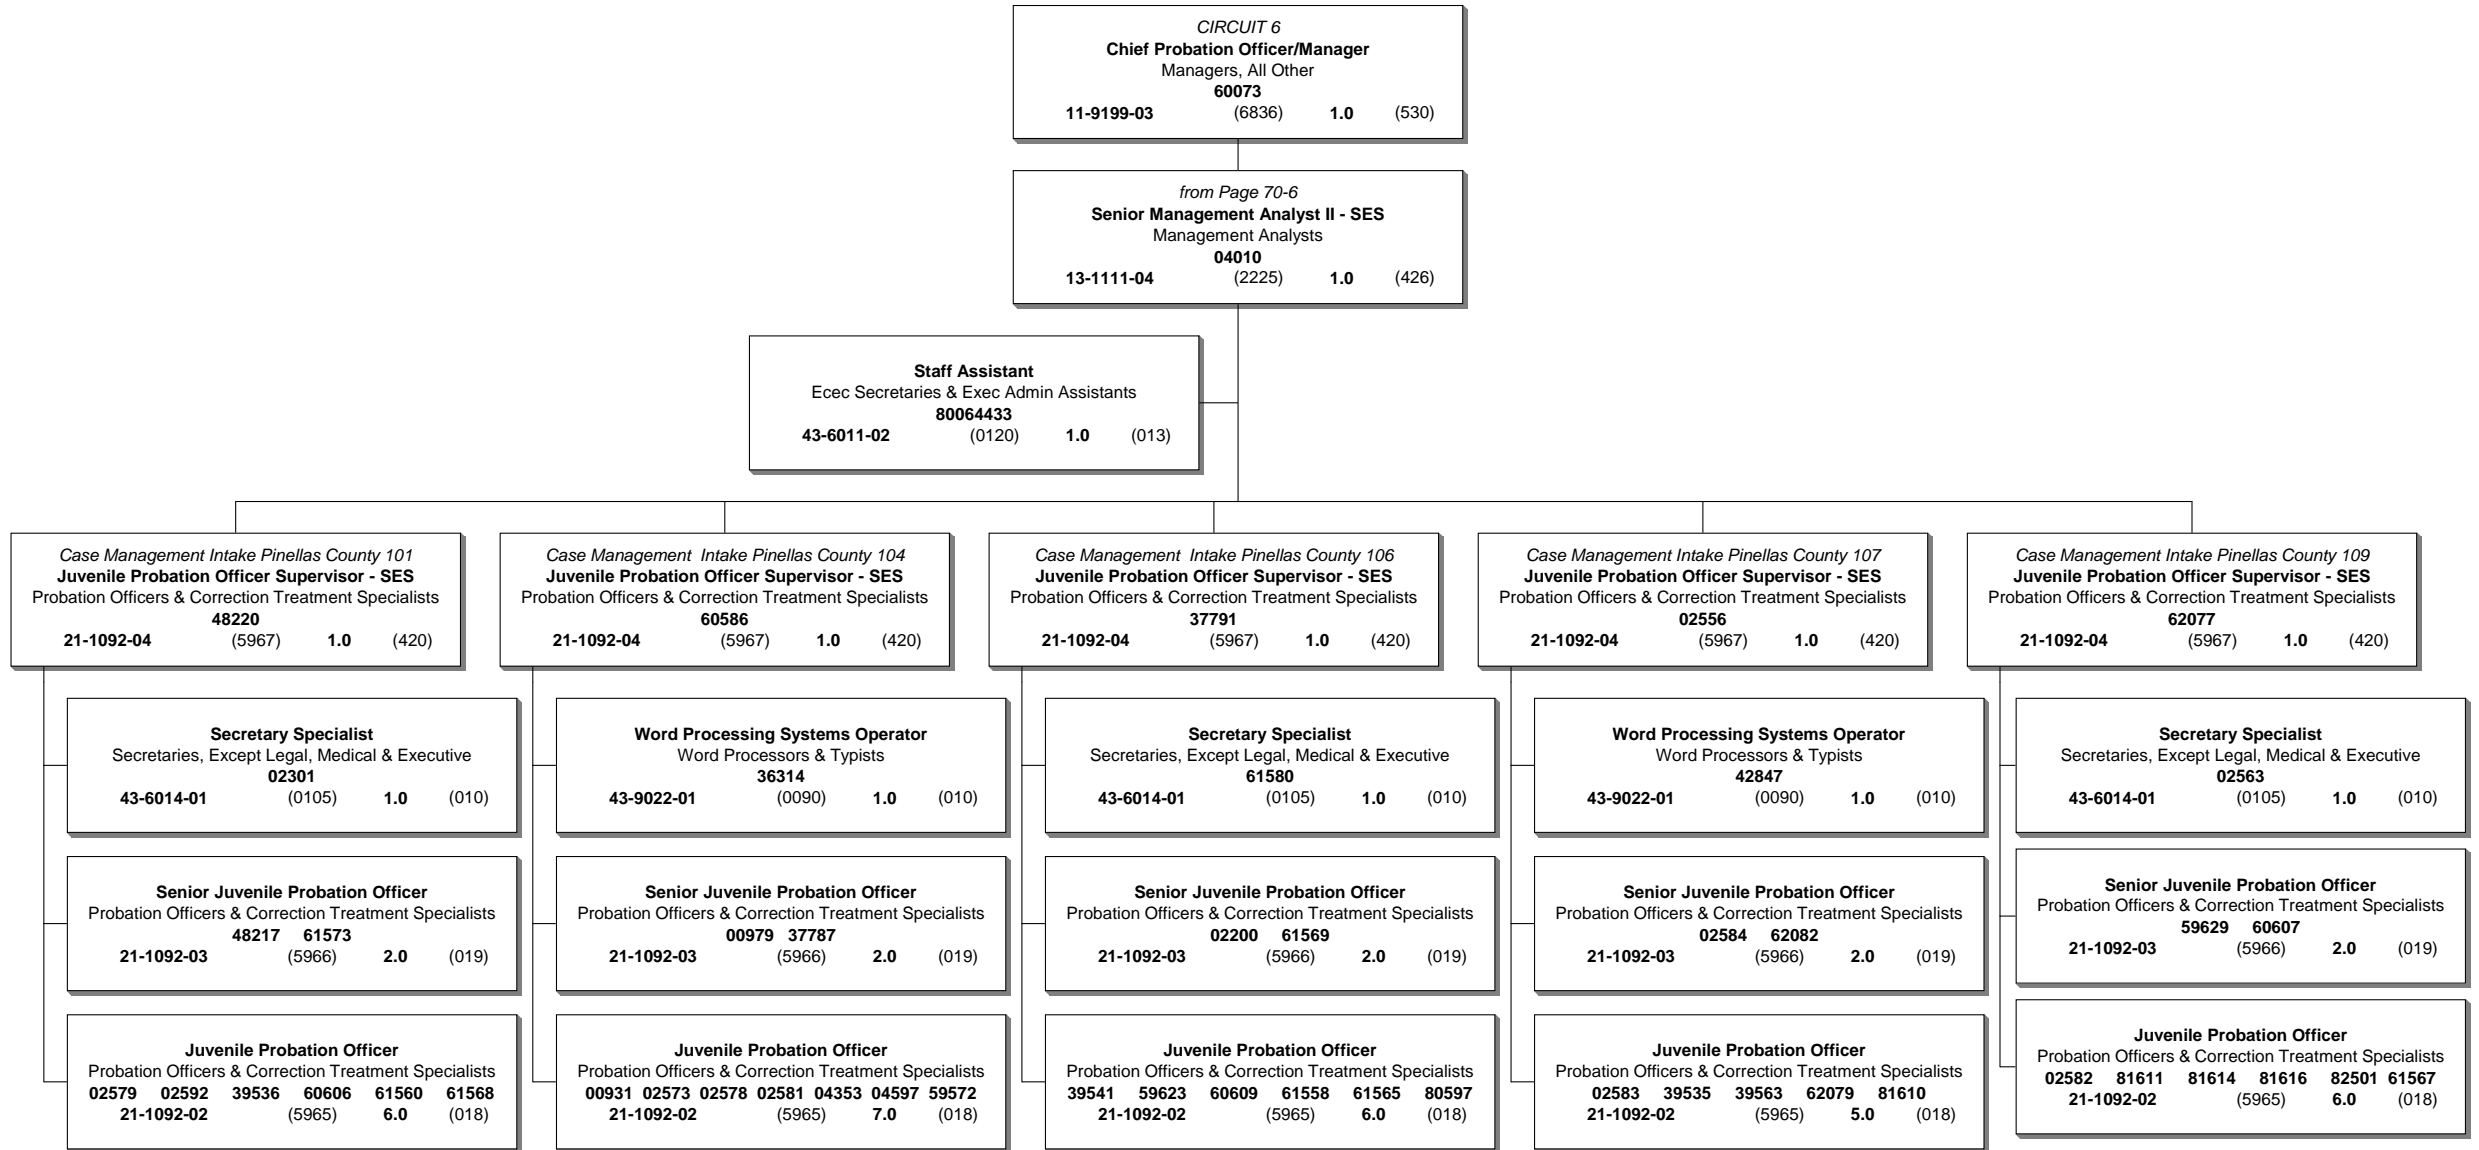 CIRCUIT 6
Chief Probation Officer/Manager
Managers, All Other
60073
11-9199-03 (6836) 1.0 (530)
from Page 70-6
Senior Management Analyst II - SES
Management Analysts
04010
13-1111-04 (2225) 1.0 (426)
Staff Assistant
Ecec Secretaries & Exec Admin Assistants
80064433
43-6011-02 (0120) 1.0 (013)
Case Management Intake Pinellas County 101
Juvenile Probation Officer Supervisor - SES
Probation Officers & Correction Treatment Specialists
48220
21-1092-04 (5967) 1.0 (420)
Secretary Specialist
Secretaries, Except Legal, Medical & Executive
02301
43-6014-01 (0105) 1.0 (010)
Senior Juvenile Probation Officer
Probation Officers & Correction Treatment Specialists
48217 61573
21-1092-03 (5966) 2.0 (019)
Juvenile Probation Officer
Probation Officers & Correction Treatment Specialists
02579 02592 39536 60606 61560 61568
21-1092-02 (5965) 6.0 (018)
Case Management Intake Pinellas County 104
Juvenile Probation Officer Supervisor - SES
Probation Officers & Correction Treatment Specialists
60586
21-1092-04 (5967) 1.0 (420)
Word Processing Systems Operator
Word Processors & Typists
36314
43-9022-01 (0090) 1.0 (010)
Senior Juvenile Probation Officer
Probation Officers & Correction Treatment Specialists
00979 37787
21-1092-03 (5966) 2.0 (019)
Juvenile Probation Officer
Probation Officers & Correction Treatment Specialists
00931 02573 02578 02581 04353 04597 59572
21-1092-02 (5965) 7.0 (018)
Case Management Intake Pinellas County 106
Juvenile Probation Officer Supervisor - SES
Probation Officers & Correction Treatment Specialists
37791
21-1092-04 (5967) 1.0 (420)
Secretary Specialist
Secretaries, Except Legal, Medical & Executive
61580
43-6014-01 (0105) 1.0 (010)
Senior Juvenile Probation Officer
Probation Officers & Correction Treatment Specialists
02200 61569
21-1092-03 (5966) 2.0 (019)
Juvenile Probation Officer
Probation Officers & Correction Treatment Specialists
39541 59623 60609 61558 61565 80597
21-1092-02 (5965) 6.0 (018)
Case Management Intake Pinellas County 107
Juvenile Probation Officer Supervisor - SES
Probation Officers & Correction Treatment Specialists
02556
21-1092-04 (5967) 1.0 (420)
Word Processing Systems Operator
Word Processors & Typists
42847
43-9022-01 (0090) 1.0 (010)
Senior Juvenile Probation Officer
Probation Officers & Correction Treatment Specialists
02584 62082
21-1092-03 (5966) 2.0 (019)
Juvenile Probation Officer
Probation Officers & Correction Treatment Specialists
02583 39535 39563 62079 81610
21-1092-02 (5965) 5.0 (018)
Case Management Intake Pinellas County 109
Juvenile Probation Officer Supervisor - SES
Probation Officers & Correction Treatment Specialists
62077
21-1092-04 (5967) 1.0 (420)
Secretary Specialist
Secretaries, Except Legal, Medical & Executive
02563
43-6014-01 (0105) 1.0 (010)
Senior Juvenile Probation Officer
Probation Officers & Correction Treatment Specialists
59629 60607
21-1092-03 (5966) 2.0 (019)
Juvenile Probation Officer
Probation Officers & Correction Treatment Specialists
02582 81611 81614 81616 82501 61567
21-1092-02 (5965) 6.0 (018)